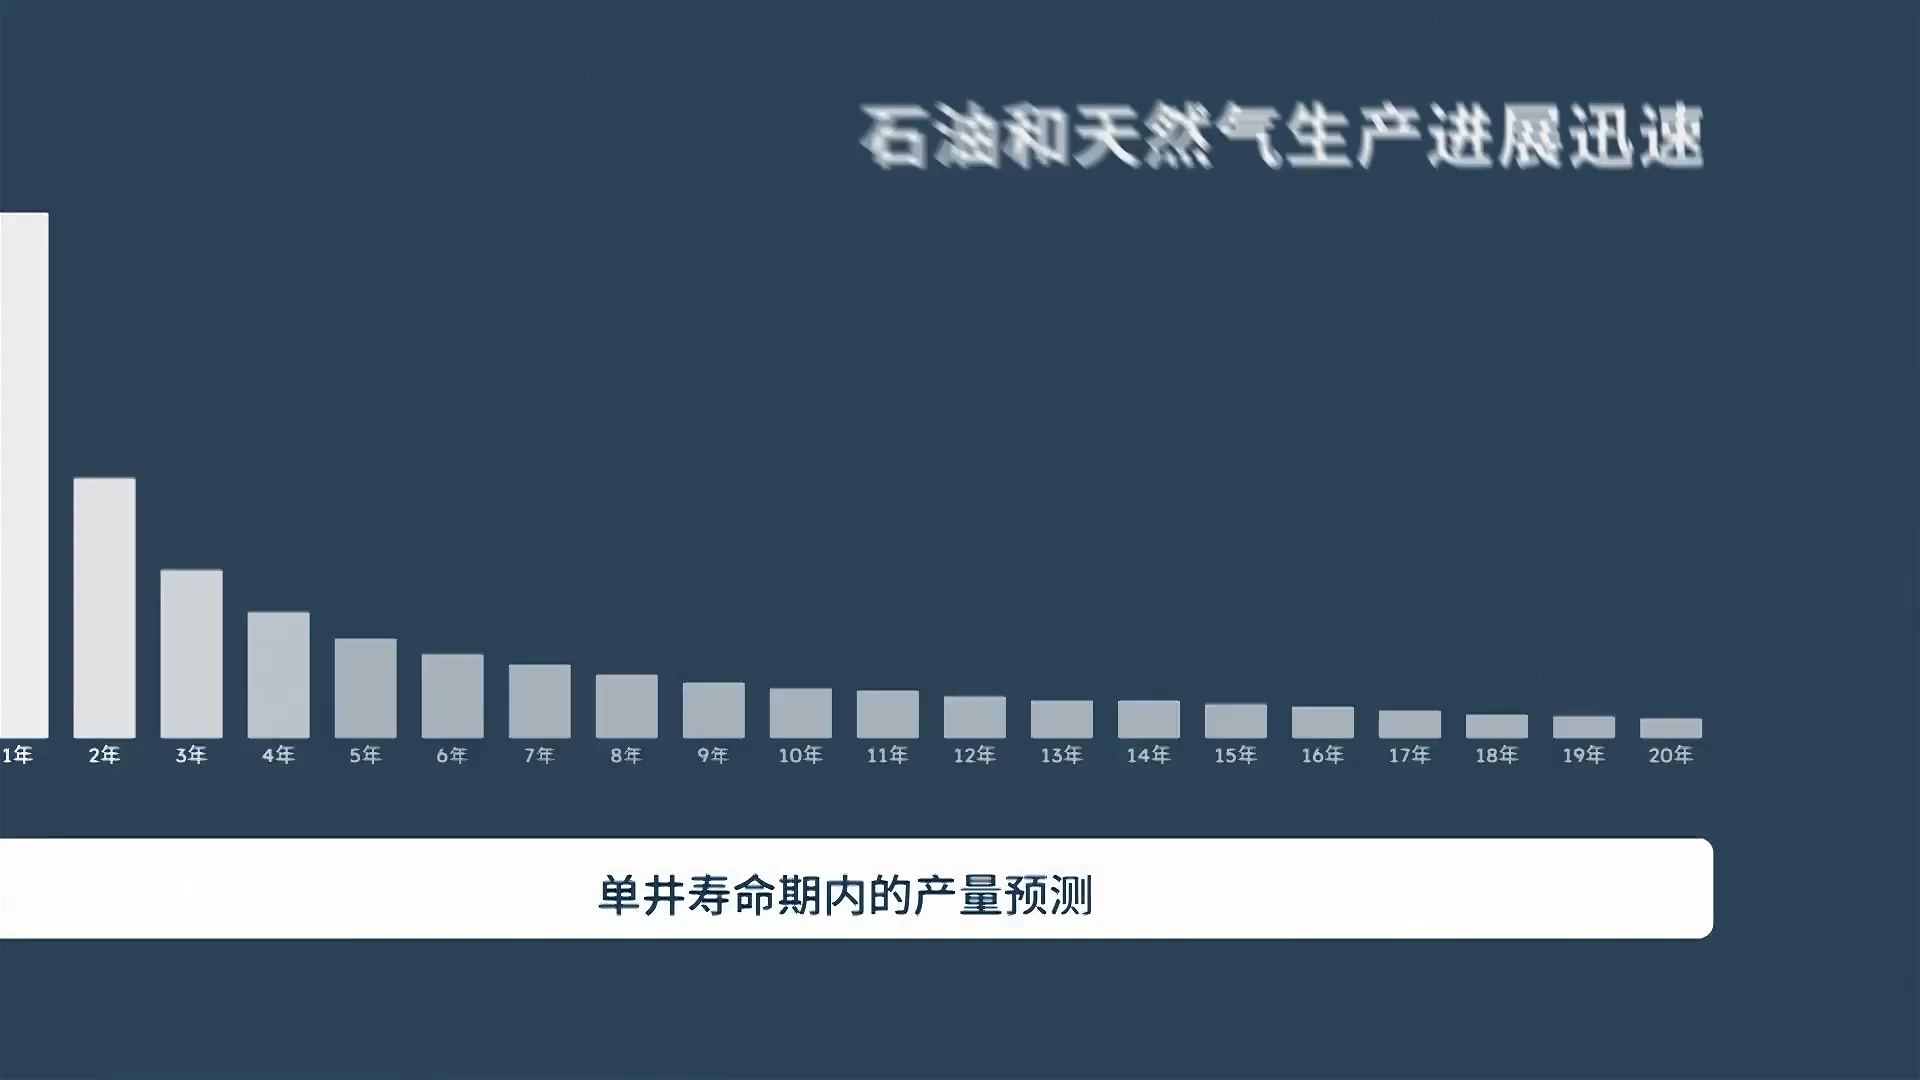 石油和天然气生产进展迅速
1年 2年 3年 4年 5年 6年 7年 8年 9年 10年 11年 12年 13年 14年 15年 16年 17年 18年 19年 20年
单井寿命期内的产量预测